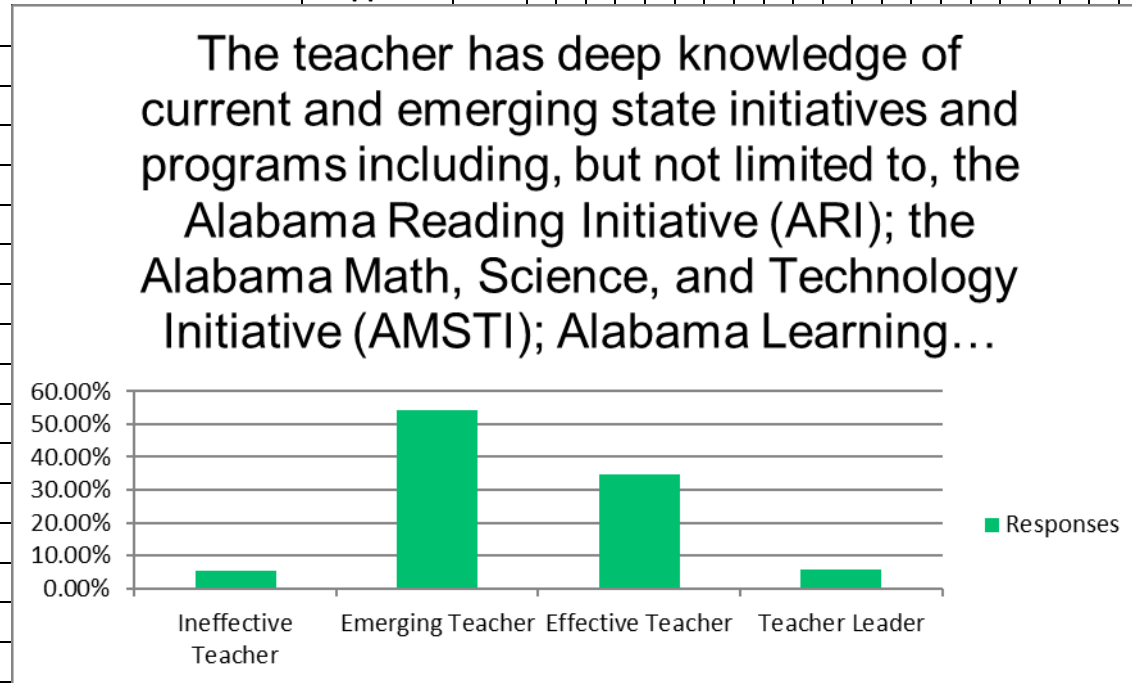 The teacher has deep knowledge of
current and emerging state initiatives and
programs including, but not limited to, the
Alabama Reading Initiative (ARI); the
Alabama Math, Science, and Technology
Initiative (AMSTI); Alabama Learning…
60.00%
50.00%
40.00%
30.00%
20.00%
10.00%
0.00%
Ineffective Teacher
Emerging Teacher
Effective Teacher
Teacher Leader
Responses